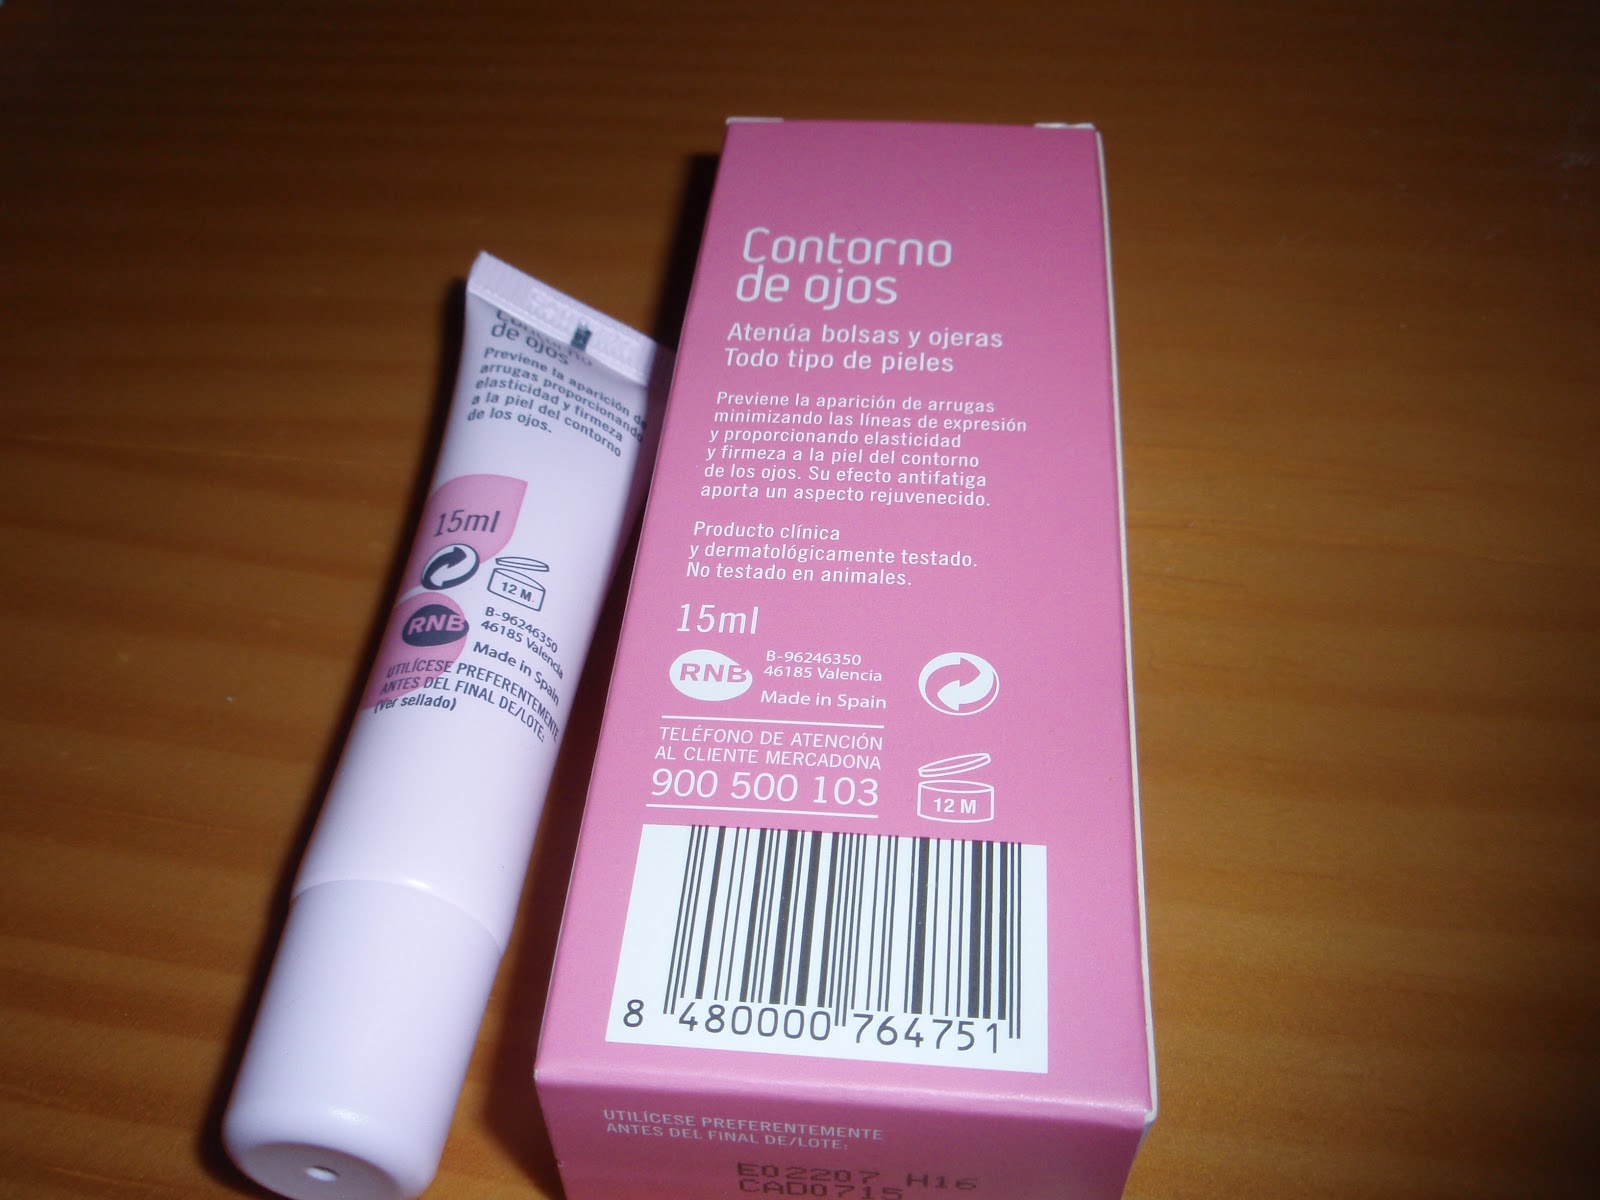 Contorno
de ojos
Previene la aparición de
arrugas proporcionando
elasticidad y firmeza
a la piel del contorno
de los ojos.
15ml
12 M.
RNB
B-96246350
46185 Valencia
Made in Spain
UTILÍCESE PREFERENTEMENTE
ANTES DEL FINAL DE/LOTE:
(Ver sellado)
Contorno
de ojos
Atenúa bolsas y ojeras
Todo tipo de pieles
Previene la aparición de arrugas
minimizando las líneas de expresión
y proporcionando elasticidad
y firmeza a la piel del contorno
de los ojos. Su efecto antifatiga
aporta un aspecto rejuvenecido.
Producto clínica
y dermatológicamente testado.
No testado en animales.
15ml
RNB
B-96246350
46185 Valencia
Made in Spain
TELÉFONO DE ATENCIÓN
AL CLIENTE MERCADONA
900 500 103
12 M
8 480000 764751
UTILÍCESE PREFERENTEMENTE
ANTES DEL FINAL DE/LOTE:
E02207 H16
CAD0715